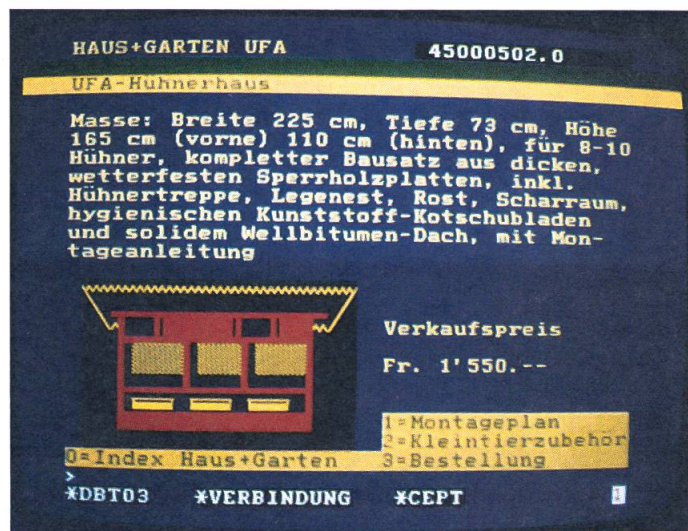 HAUS+GARTEN UFA 45000502.0
UFA-Hühnerhaus
Masse: Breite 225 cm, Tiefe 73 cm, Höhe
165 cm (vorne) 110 cm (hinten), für 8-10
Hühner, kompletter Bausatz aus dicken,
wetterfesten Sperrholzplatten, inkl.
Hühnertreppe, Legenest, Rost, Scharraum,
hygienischen Kunststoff-Kotschubladen
und solidem Wellbitumen-Dach, mit Mon-
tageanleitung
Verkaufspreis
Fr. 1'550.--
1=Montageplan
2=Kleintierzubehör
0=Index Haus+Garten 3=Bestellung
>
*DBT03 *VERBINDUNG *CEPT 1